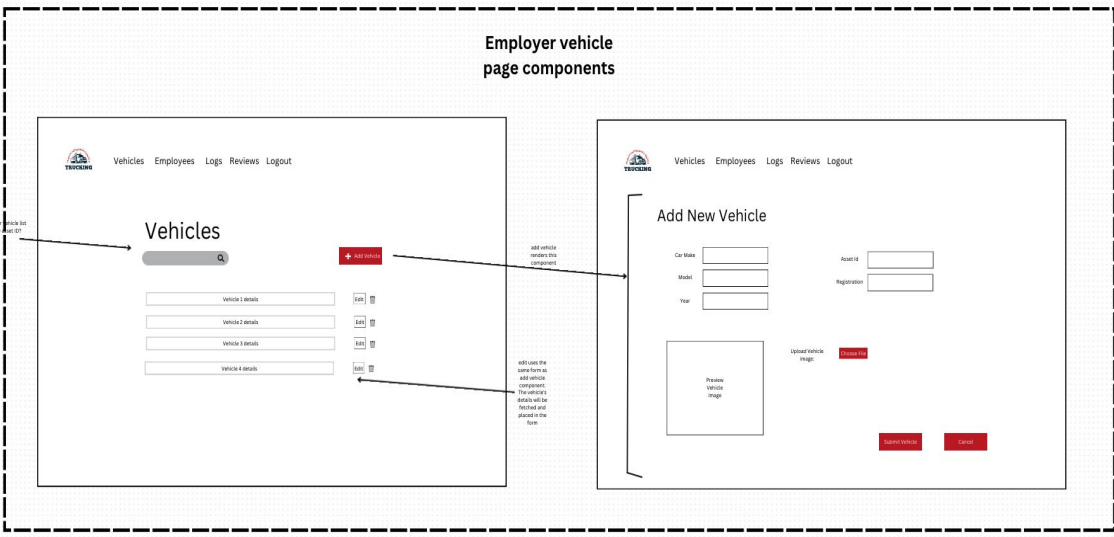 Employer vehicle
page components
TRUCKING
Vehicles Employees Logs Reviews Logout
vehicle list
asset ID?
Vehicles
+ Add Vehicle
Vehicle 1 details
Edit
Vehicle 2 details
Edit
Vehicle 3 details
Edit
Vehicle 4 details
Edit
add vehicle
renders this
component
edit uses the
same form as
add vehicle
component.
The vehicle's
details will be
fetched and
placed in the
form
TRUCKING
Vehicles Employees Logs Reviews Logout
Add New Vehicle
Car Make
Model
Year
Asset Id
Registration
Upload Vehicle
Image:
Choose File
Preview
Vehicle
Image
Submit Vehicle
Cancel